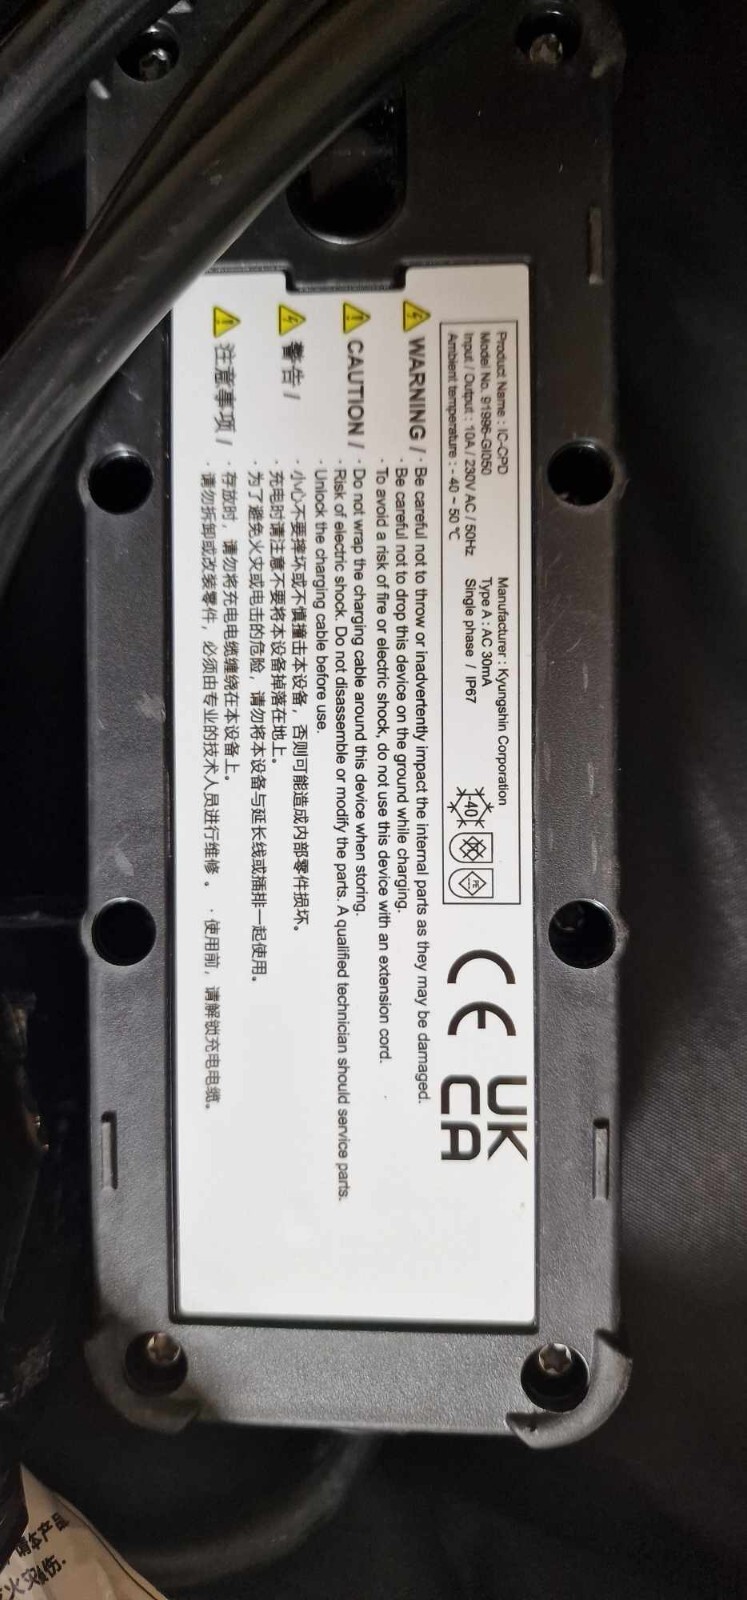 Product Name : IC-CPD
Model No. 91996-GI050
Input / Output : 10A / 230V AC / 50Hz
Ambient temperature : - 40 ~ 50 ℃
Manufacturer : Kyungshin Corporation
Type A : AC 30mA
Single phase / IP67
-40
PE
CE
UK
CA
WARNING / · Be careful not to throw or inadvertently impact the internal parts as they may be damaged.
· Be careful not to drop this device on the ground while charging.
· To avoid a risk of fire or electric shock, do not use this device with an extension cord.
CAUTION / · Do not wrap the charging cable around this device when storing.
· Risk of electric shock. Do not disassemble or modify the parts. A qualified technician should service parts.
· Unlock the charging cable before use.
警告 / · 小心不要摔坏或不慎撞击本设备，否则可能造成内部零件损坏。
· 充电时请注意不要将本设备掉落在地上。
· 为了避免火灾或电击的危险，请勿将本设备与延长线或插排一起使用。
注意事项 / · 存放时，请勿将充电电缆缠绕在本设备上。
· 请勿拆卸或改装零件，必须由专业的技术人员进行维修 。 · 使用前，请解锁充电电缆。
本产品
火灾